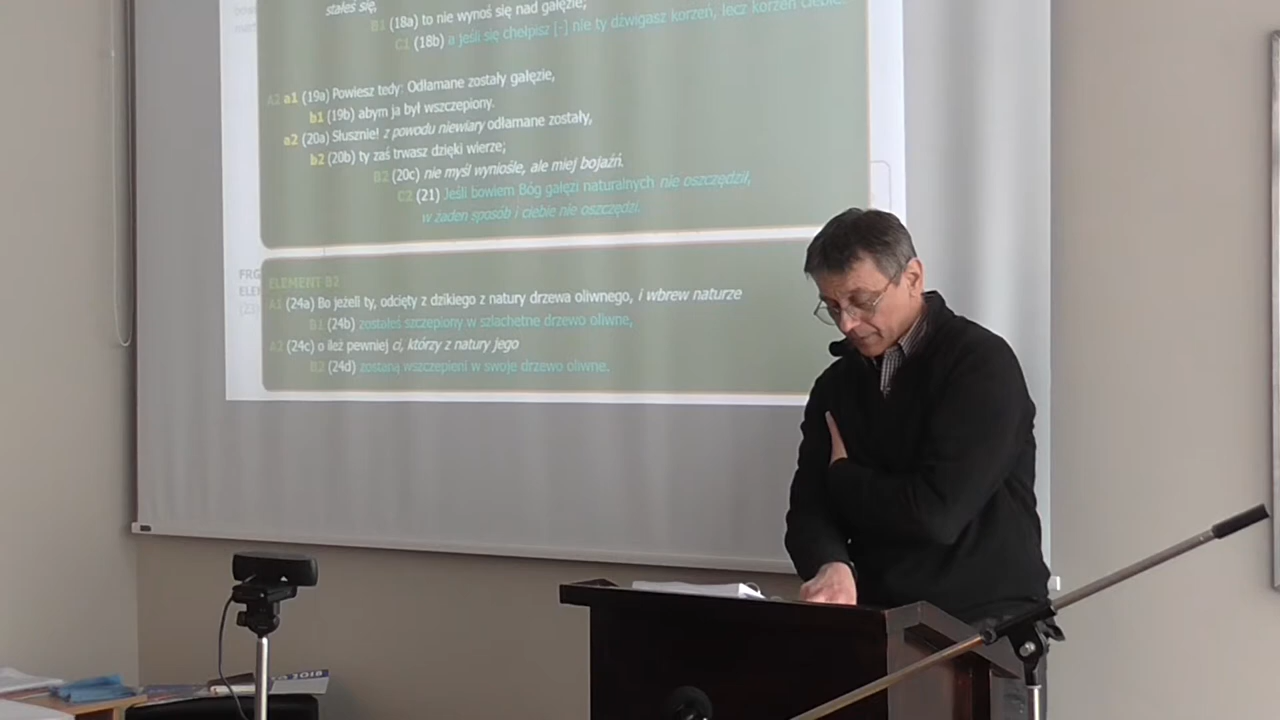 stałeś się,
B1 (18a) to nie wynoś się nad gałęzie;
C1 (18b) a jeśli się chełpisz [-] nie ty dźwigasz korzeń, lecz korzeń ciebie.
A2 a1 (19a) Powiesz tedy: Odłamane zostały gałęzie,
b1 (19b) abym ja był wszczepiony.
a2 (20a) Słusznie! z powodu niewiary odłamane zostały,
b2 (20b) ty zaś trwasz dzięki wierze;
B2 (20c) nie myśl wyniośle, ale miej bojaźń.
C2 (21) Jeśli bowiem Bóg gałęzi naturalnych nie oszczędził,
w żaden sposób i ciebie nie oszczędzi.
FRG
ELE
ELEMENT B2
A1 (24a) Bo jeżeli ty, odcięty z dzikiego z natury drzewa oliwnego, i wbrew naturze
B1 (24b) zostałeś szczepiony w szlachetne drzewo oliwne,
A2 (24c) o ileż pewniej ci, którzy z natury jego
B2 (24d) zostaną wszczepieni w swoje drzewo oliwne.
2018